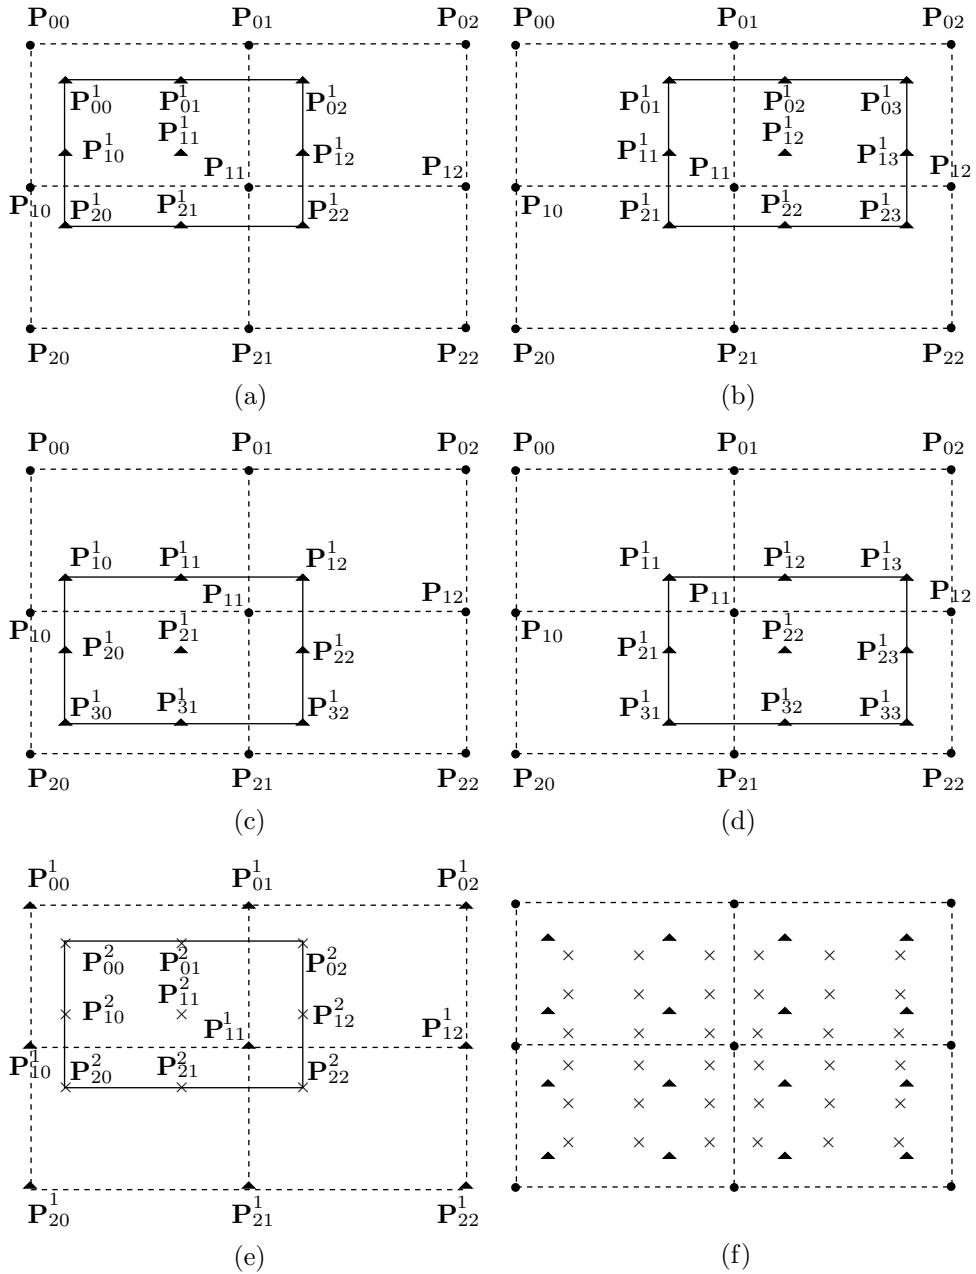 P₀₀ P₀₁ P₀₂ P₀₀ P₀₁ P₀₂
P¹₀₀ P¹₀₁ P¹₀₂ P¹₀₁ P¹₀₂ P¹₀₃
P¹₁₀ P¹₁₁ P¹₁₂ P¹₁₁ P¹₁₂ P¹₁₃
P₁₁ P₁₂ P₁₁ P₁₂
P₁₀ P¹₂₀ P¹₂₁ P¹₂₂ P₁₀ P¹₂₁ P¹₂₂ P¹₂₃
P₂₀ P₂₁ P₂₂ P₂₀ P₂₁ P₂₂
(a) (b)
P₀₀ P₀₁ P₀₂ P₀₀ P₀₁ P₀₂
P¹₁₀ P¹₁₁ P¹₁₂ P¹₁₁ P¹₁₂ P¹₁₃
P₁₁ P₁₂ P₁₁ P₁₂
P₁₀ P¹₂₀ P¹₂₁ P¹₂₂ P₁₀ P¹₂₁ P¹₂₂ P¹₂₃
P¹₃₀ P¹₃₁ P¹₃₂ P¹₃₁ P¹₃₂ P¹₃₃
P₂₀ P₂₁ P₂₂ P₂₀ P₂₁ P₂₂
(c) (d)
P¹₀₀ P¹₀₁ P¹₀₂
P²₀₀ P²₀₁ P²₀₂
P²₁₀ P²₁₁ P²₁₂
P¹₁₁ P¹₁₂
P¹₁₀ P²₂₀ P²₂₁ P²₂₂
P¹₂₀ P¹₂₁ P¹₂₂
(e) (f)